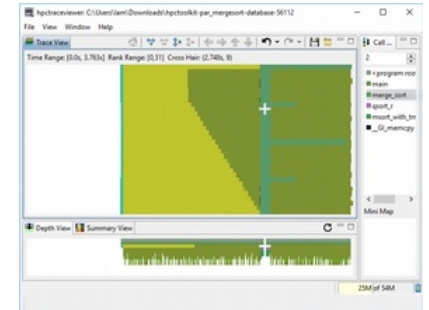 hpctraceviewer: C:\Users\lam\Downloads\hpctoolkit-par_mergesort-database-56112
File View Window Help
Trace View
Call ...
Time Range: [0.0s, 3.763s] Rank Range: [0,31] Cross Hair: (2.748s, 9)
2
<program roo
main
merge_sort
qsort_r
msort_with_tm
__GI_memcpy
Mini Map
Depth View Summary View
25M of 54M